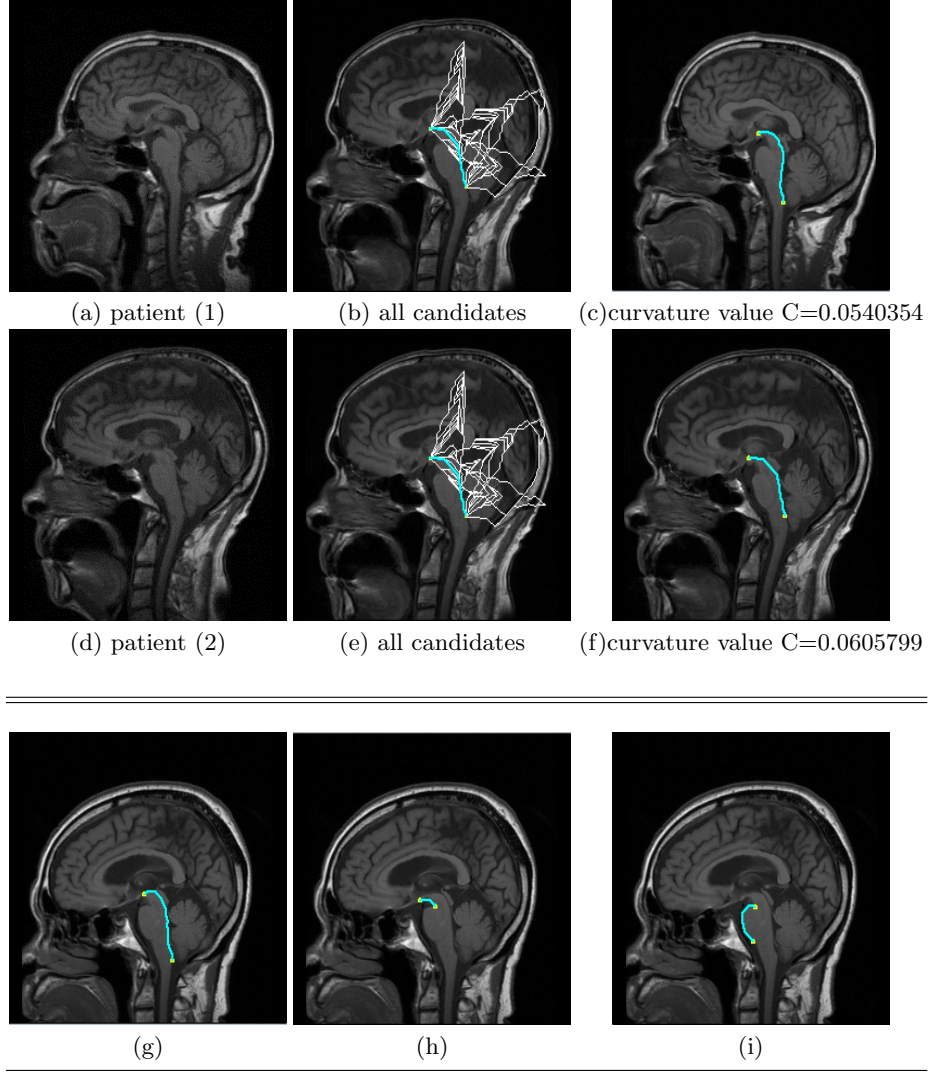 (a) patient (1)
(b) all candidates
(c)curvature value C=0.0540354
(d) patient (2)
(e) all candidates
(f)curvature value C=0.0605799
(g)
(h)
(i)